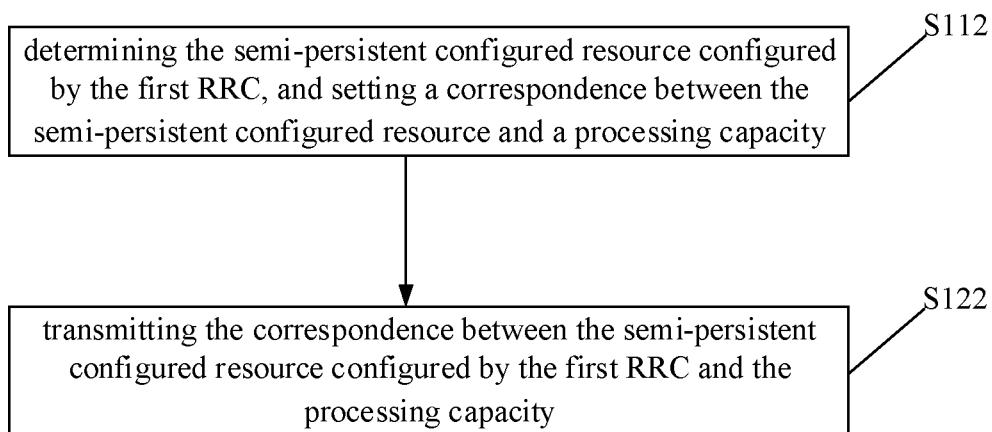 S112
determining the semi-persistent configured resource configured
by the first RRC, and setting a correspondence between the
semi-persistent configured resource and a processing capacity
S122
transmitting the correspondence between the semi-persistent
configured resource configured by the first RRC and the
processing capacity